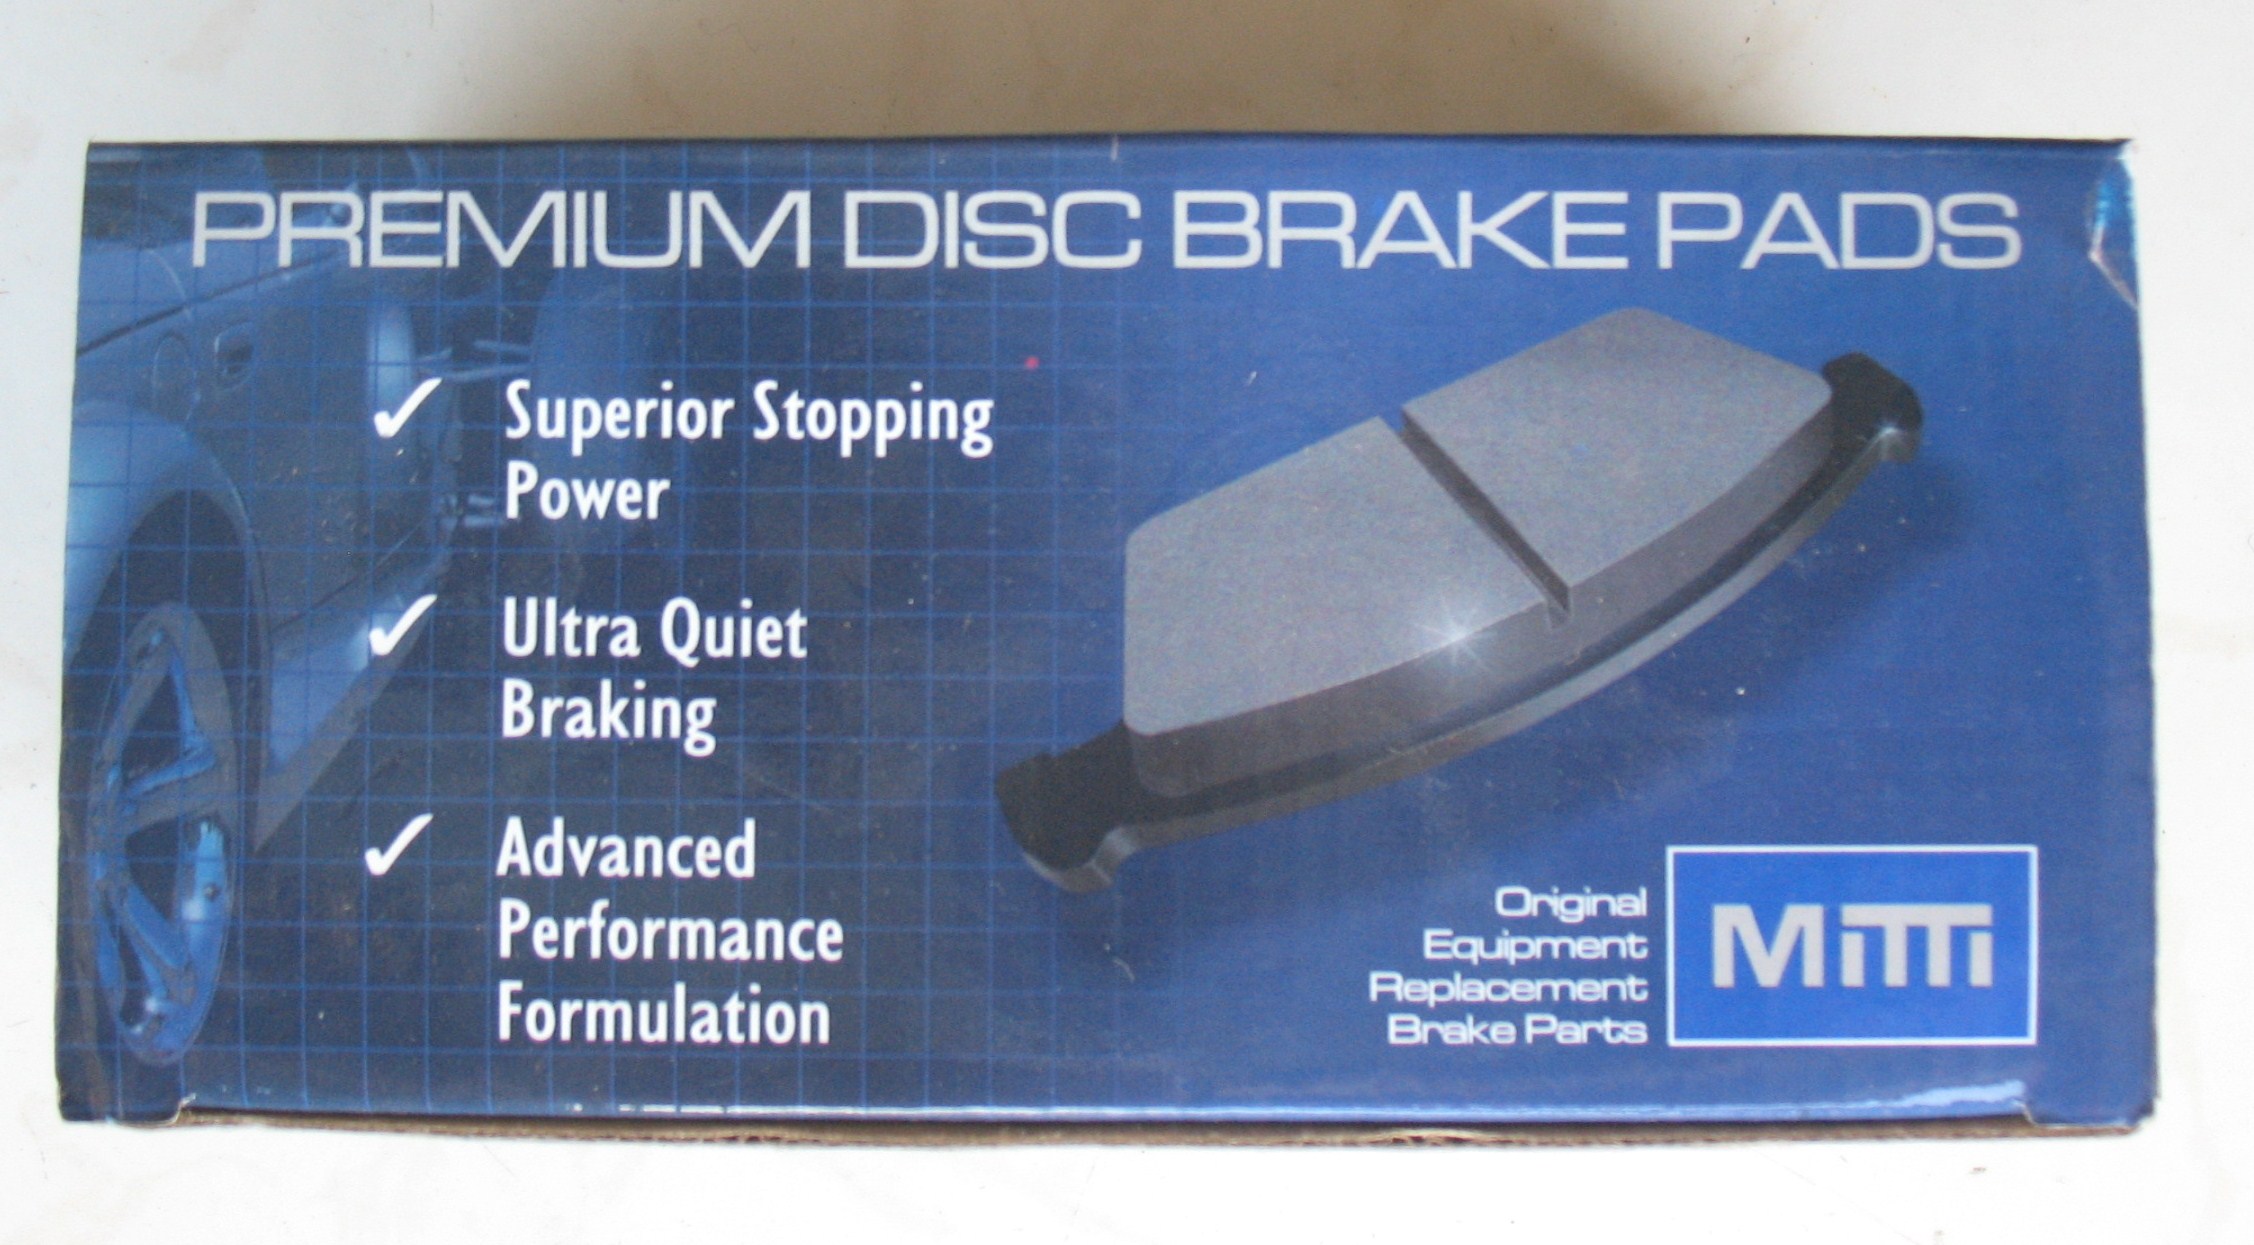 PREMIUM DISC BRAKE PADS
✓ Superior Stopping
Power
✓ Ultra Quiet
Braking
✓ Advanced
Performance
Formulation
Original
Equipment
Replacement
Brake Parts
MiTTi